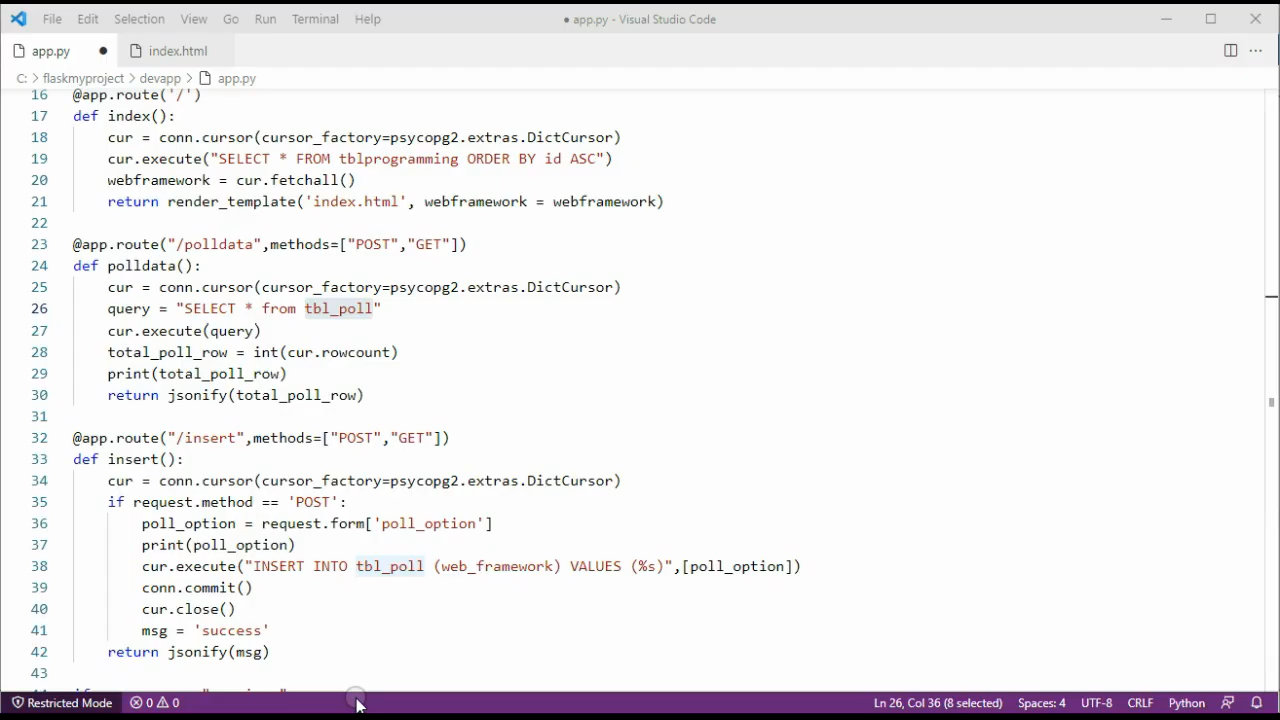 File Edit Selection View Go Run Terminal Help ● app.py - Visual Studio Code
app.py ● index.html
C: > flaskmyproject > devapp > app.py
16 @app.route('/')
17 def index():
18 cur = conn.cursor(cursor_factory=psycopg2.extras.DictCursor)
19 cur.execute("SELECT * FROM tblprogramming ORDER BY id ASC")
20 webframework = cur.fetchall()
21 return render_template('index.html', webframework = webframework)
22
23 @app.route("/polldata",methods=["POST","GET"])
24 def polldata():
25 cur = conn.cursor(cursor_factory=psycopg2.extras.DictCursor)
26 query = "SELECT * from tbl_poll"
27 cur.execute(query)
28 total_poll_row = int(cur.rowcount)
29 print(total_poll_row)
30 return jsonify(total_poll_row)
31
32 @app.route("/insert",methods=["POST","GET"])
33 def insert():
34 cur = conn.cursor(cursor_factory=psycopg2.extras.DictCursor)
35 if request.method == 'POST':
36 poll_option = request.form['poll_option']
37 print(poll_option)
38 cur.execute("INSERT INTO tbl_poll (web_framework) VALUES (%s)",[poll_option])
39 conn.commit()
40 cur.close()
41 msg = 'success'
42 return jsonify(msg)
43
Restricted Mode 0 0 Ln 26, Col 36 (8 selected) Spaces: 4 UTF-8 CRLF Python